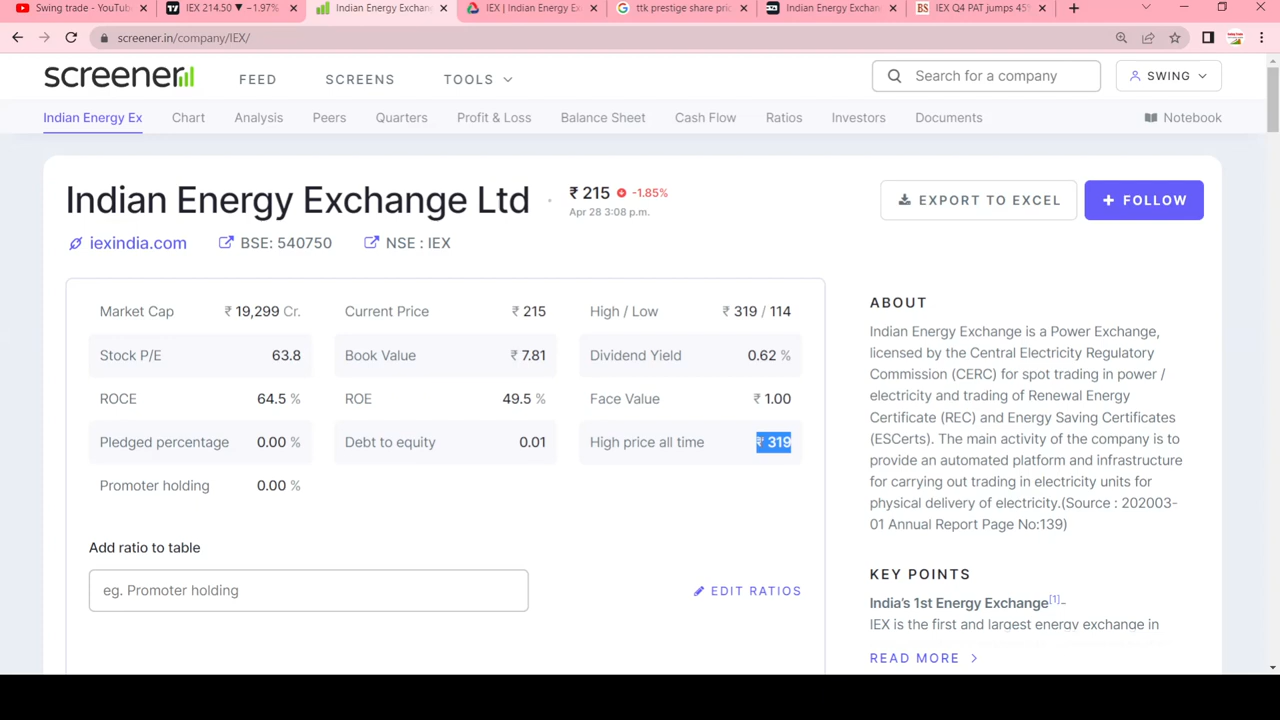 Swing trade - YouTube
IEX 214.50 ▼ −1.97%
Indian Energy Exchan
IEX | Indian Energy Ex
ttk prestige share pric
Indian Energy Exchan
IEX Q4 PAT jumps 45%
screener.in/company/IEX/
screener
FEED
SCREENS
TOOLS
Search for a company
SWING
Indian Energy Ex
Chart
Analysis
Peers
Quarters
Profit & Loss
Balance Sheet
Cash Flow
Ratios
Investors
Documents
Notebook
Indian Energy Exchange Ltd
₹ 215 -1.85%
Apr 28 3:08 p.m.
EXPORT TO EXCEL
+ FOLLOW
iexindia.com
BSE: 540750
NSE : IEX
Market Cap ₹ 19,299 Cr.
Current Price ₹ 215
High / Low ₹ 319 / 114
Stock P/E 63.8
Book Value ₹ 7.81
Dividend Yield 0.62 %
ROCE 64.5 %
ROE 49.5 %
Face Value ₹ 1.00
Pledged percentage 0.00 %
Debt to equity 0.01
High price all time ₹ 319
Promoter holding 0.00 %
Add ratio to table
eg. Promoter holding
EDIT RATIOS
ABOUT
Indian Energy Exchange is a Power Exchange,
licensed by the Central Electricity Regulatory
Commission (CERC) for spot trading in power /
electricity and trading of Renewal Energy
Certificate (REC) and Energy Saving Certificates
(ESCerts). The main activity of the company is to
provide an automated platform and infrastructure
for carrying out trading in electricity units for
physical delivery of electricity.(Source : 202003-
01 Annual Report Page No:139)
KEY POINTS
India's 1st Energy Exchange[1]-
IEX is the first and largest energy exchange in
READ MORE >